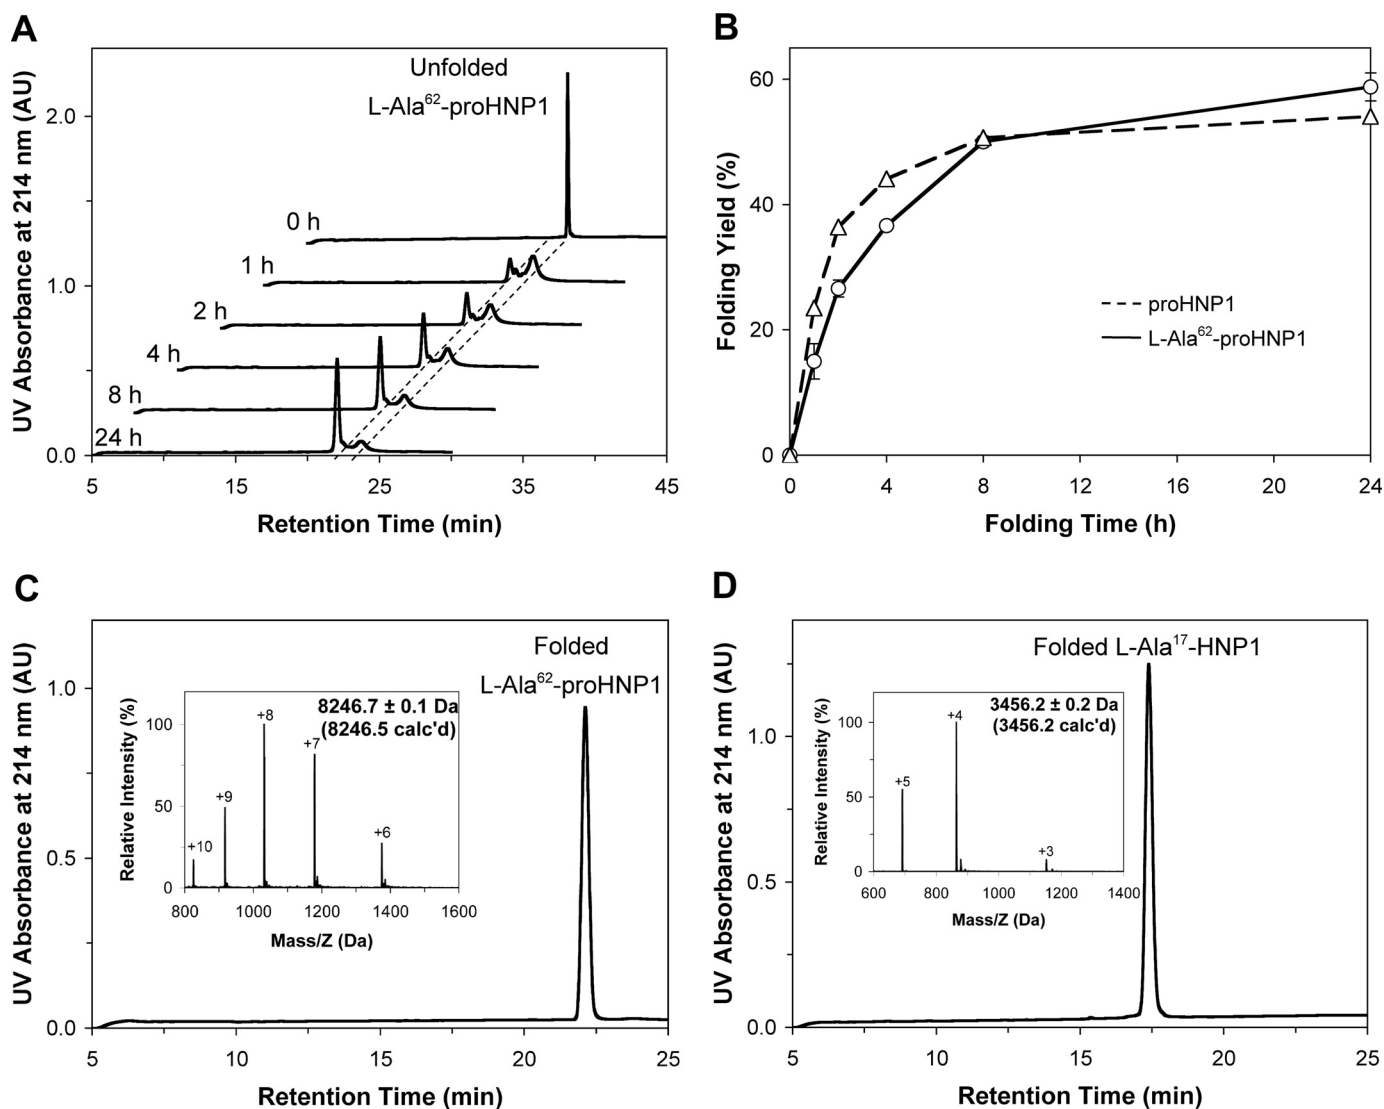 A
UV Absorbance at 214 nm (AU)
2.0
1.0
0.0
Unfolded
L-Ala⁶²-proHNP1
0 h
1 h
2 h
4 h
8 h
24 h
5 15 25 35 45
Retention Time (min)
B
Folding Yield (%)
60
40
20
0
proHNP1
L-Ala⁶²-proHNP1
0 4 8 12 16 20 24
Folding Time (h)
C
UV Absorbance at 214 nm (AU)
1.0
0.5
0.0
Folded
L-Ala⁶²-proHNP1
8246.7 ± 0.1 Da
(8246.5 calc'd)
Relative Intensity (%)
100
50
0
+10
+9
+8
+7
+6
800 1000 1200 1400 1600
Mass/Z (Da)
5 10 15 20 25
Retention Time (min)
D
UV Absorbance at 214 nm (AU)
1.0
0.5
0.0
Folded L-Ala¹⁷-HNP1
3456.2 ± 0.2 Da
(3456.2 calc'd)
Relative Intensity (%)
100
50
0
+5
+4
+3
600 800 1000 1200 1400
Mass/Z (Da)
5 10 15 20 25
Retention Time (min)